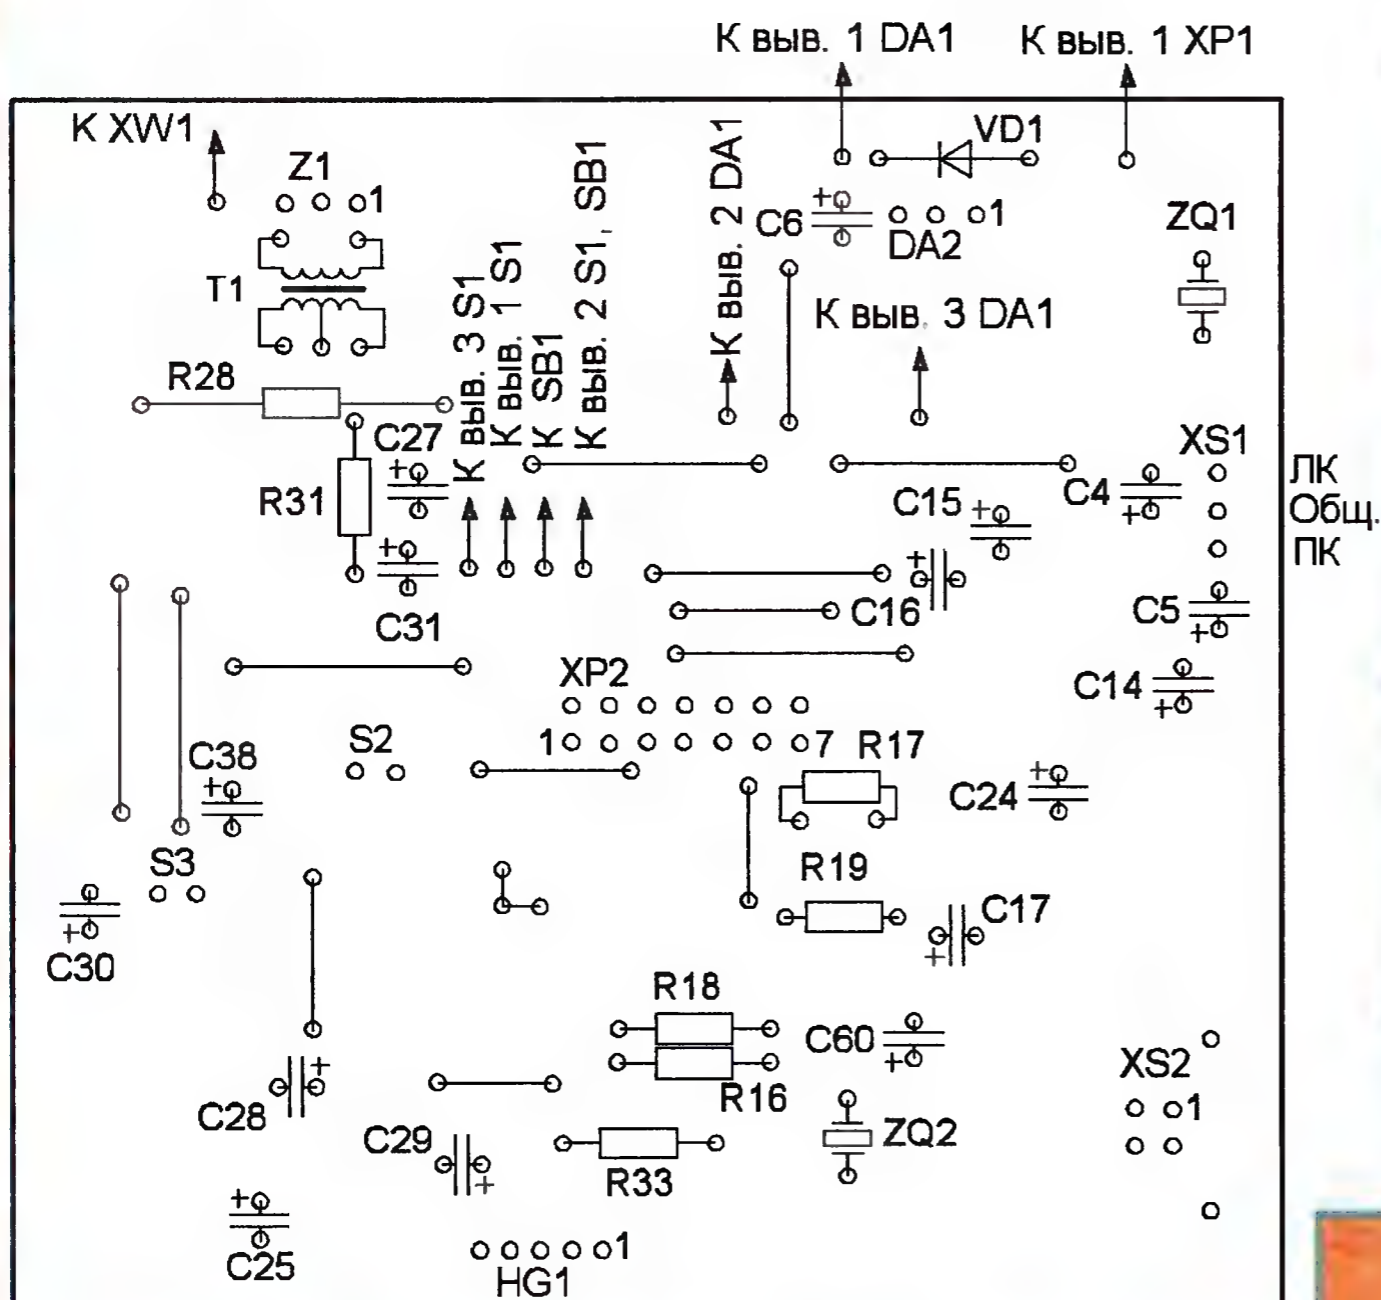 К выв. 1 DA1
К выв. 1 XP1
К XW1
Z1
1
T1
К выв. 3 S1
К выв. 1 S1
К SB1
К выв. 2 S1, SB1
К выв. 2 DA1
VD1
+
C6
1
DA2
ZQ1
К выв. 3 DA1
R28
C27
+
R31
+
C31
XS1
ЛК
Общ.
ПК
C4
+
C15
+
+
C16
C5
+
C14
+
XP2
1
7
R17
S2
C38
+
C24
+
S3
R19
C17
+
C30
+
R18
R16
C60
+
XS2
1
C28
+
C29
+
R33
ZQ2
+
C25
1
HG1